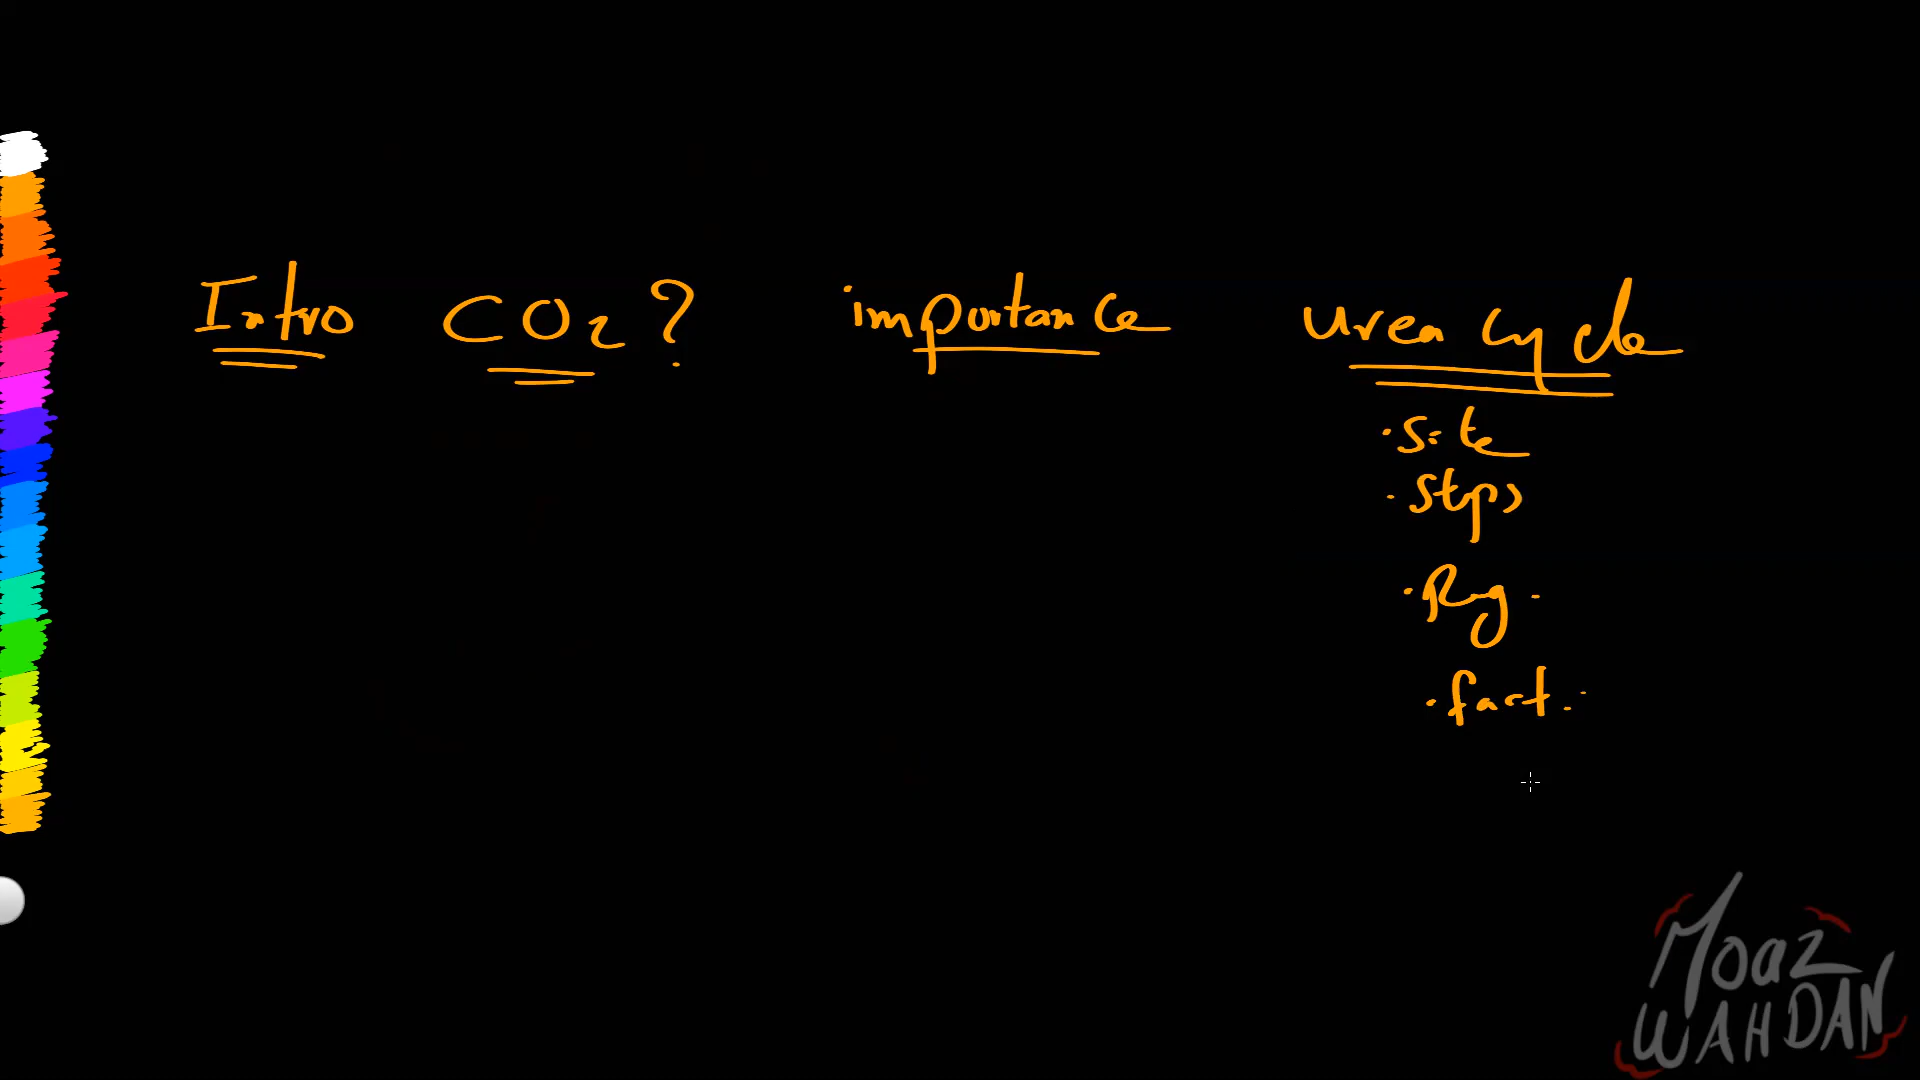 Intro CO2? importance urea cycle
. Site
. Steps
. Reg.
. fact.
MOAZ
WAHDAN